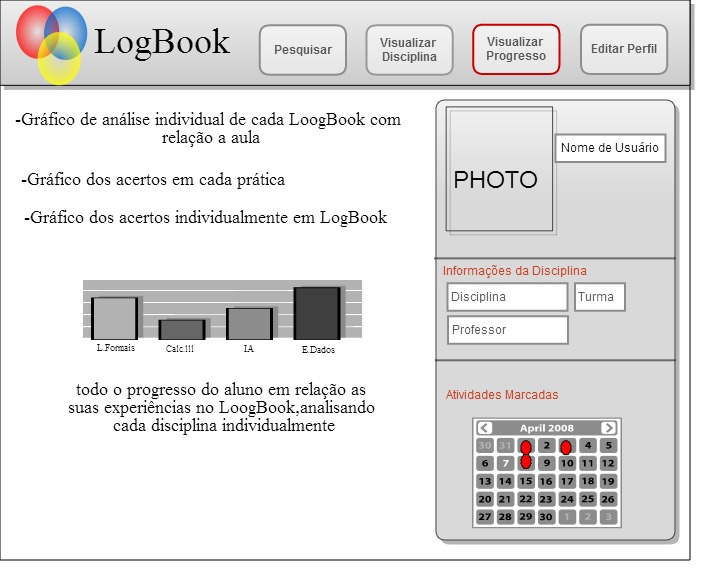 LogBook
Pesquisar
Visualizar
Disciplina
Visualizar
Progresso
Editar Perfil
-Gráfico de análise individual de cada LoogBook com
relação a aula
-Gráfico dos acertos em cada prática
-Gráfico dos acertos individualmente em LogBook
L.Formais Calc.lll IA E.Dados
todo o progresso do aluno em relação as
suas experiências no LoogBook,analisando
cada disciplina individualmente
PHOTO
Nome de Usuário
Informações da Disciplina
Disciplina Turma
Professor
Atividades Marcadas
April 2008
30 31 2 4 5
6 7 9 10 11 12
13 14 15 16 17 18 19
20 21 22 23 24 25 26
27 28 29 30 1 2 3